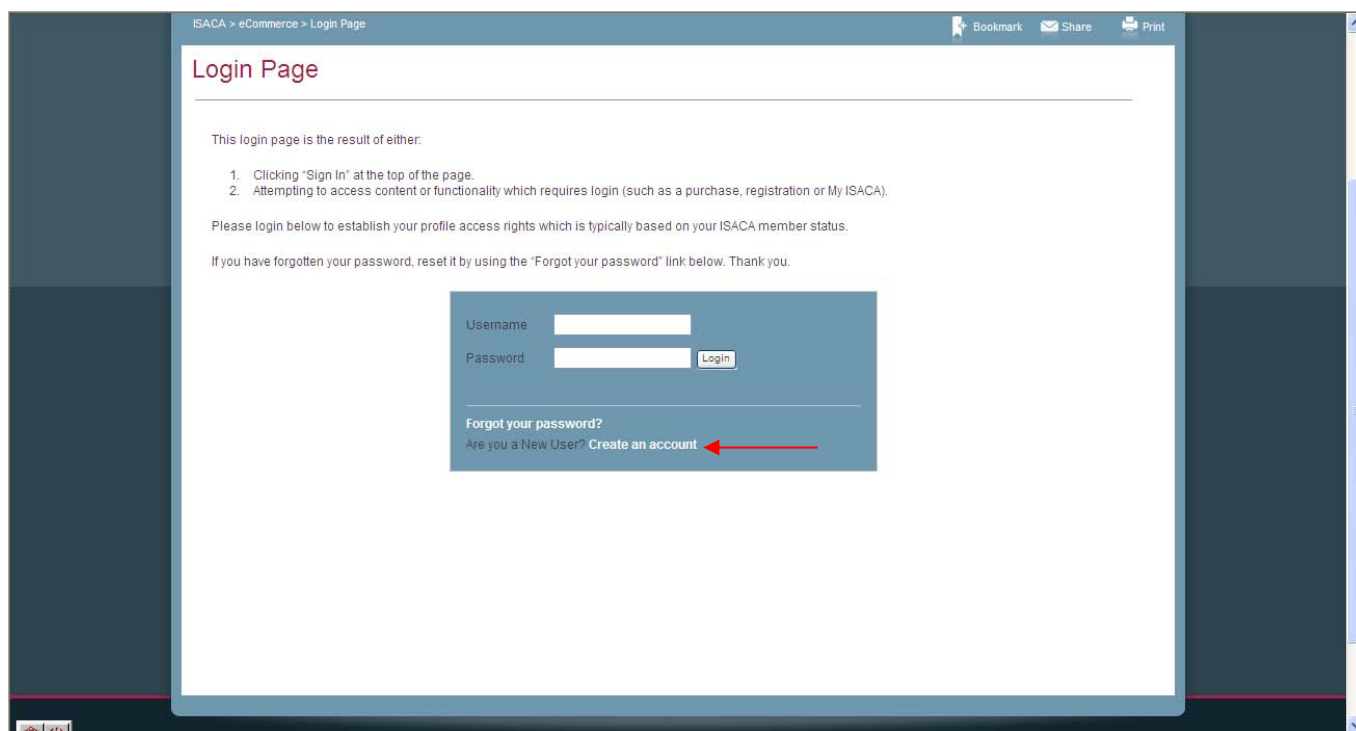 ISACA > eCommerce > Login Page
Bookmark Share Print
Login Page
This login page is the result of either:
1. Clicking "Sign In" at the top of the page.
2. Attempting to access content or functionality which requires login (such as a purchase, registration or My ISACA).
Please login below to establish your profile access rights which is typically based on your ISACA member status.
If you have forgotten your password, reset it by using the "Forgot your password" link below. Thank you.
Username
Password Login
Forgot your password?
Are you a New User? Create an account